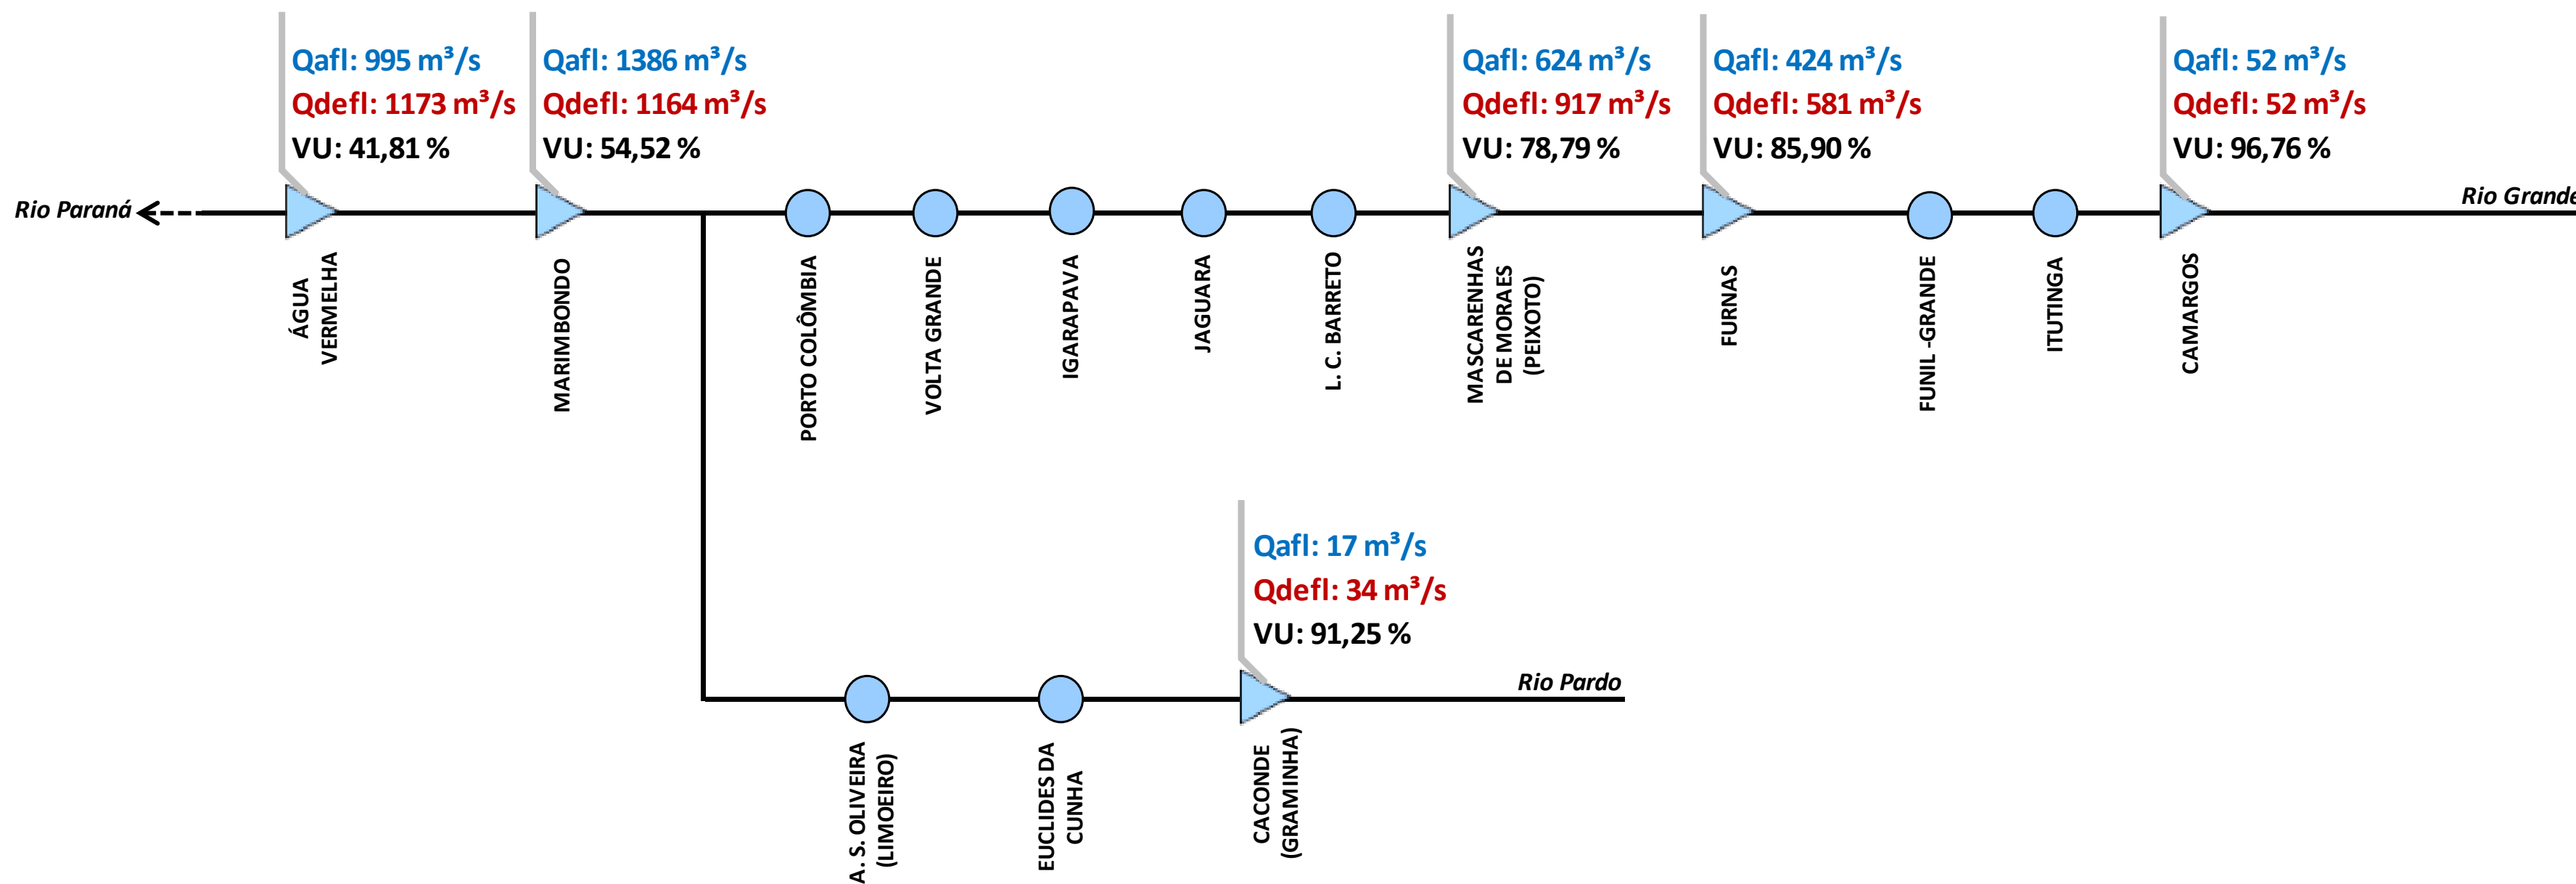 Qafl: 995 m³/s
Qdefl: 1173 m³/s
VU: 41,81 %
Qafl: 1386 m³/s
Qdefl: 1164 m³/s
VU: 54,52 %
Qafl: 624 m³/s
Qdefl: 917 m³/s
VU: 78,79 %
Qafl: 424 m³/s
Qdefl: 581 m³/s
VU: 85,90 %
Qafl: 52 m³/s
Qdefl: 52 m³/s
VU: 96,76 %
Rio Paraná
Rio Grande
ÁGUA
VERMELHA
MARIMBONDO
PORTO COLÔMBIA
VOLTA GRANDE
IGARAPAVA
JAGUARA
L. C. BARRETO
MASCARENHAS
DE MORAES
(PEIXOTO)
FURNAS
FUNIL -GRANDE
ITUTINGA
CAMARGOS
Qafl: 17 m³/s
Qdefl: 34 m³/s
VU: 91,25 %
Rio Pardo
A. S. OLIVEIRA
(LIMOEIRO)
EUCLIDES DA
CUNHA
CACONDE
(GRAMINHA)